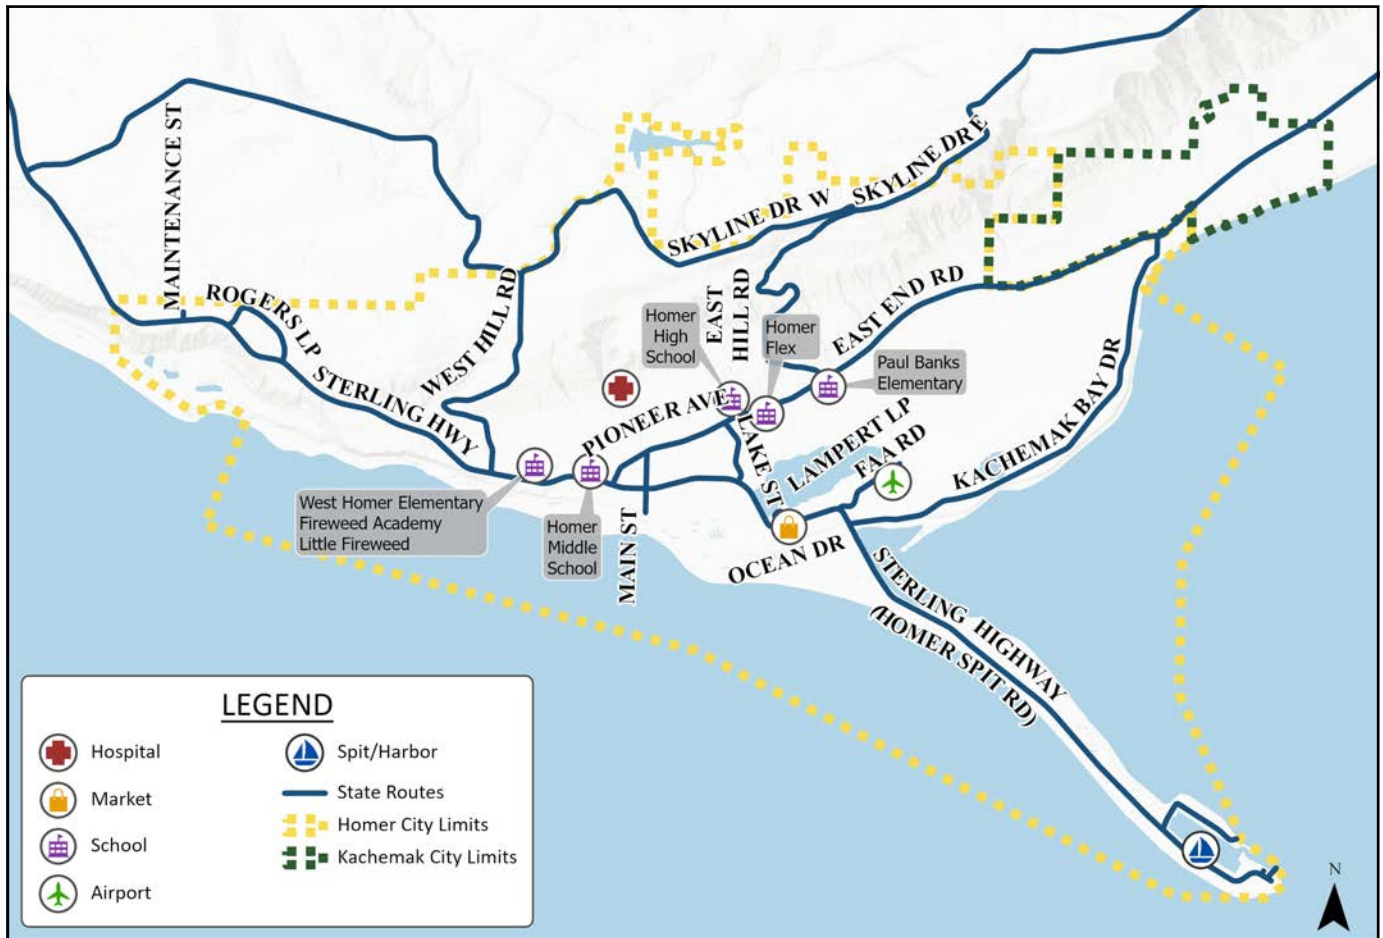 MAINTENANCE ST
ROGERS LP
STERLING HWY
WEST HILL RD
SKYLINE DR W
SKYLINE DR E
EAST
HILL RD
EAST END RD
Homer
High
School
Homer
Flex
Paul Banks
Elementary
PIONEER AVE
LAKE ST
LAMPERT LP
FAA RD
KACHEMAK BAY DR
West Homer Elementary
Fireweed Academy
Little Fireweed
Homer
Middle
School
MAIN ST
OCEAN DR
STERLING HIGHWAY
(HOMER SPIT RD)
LEGEND
Hospital
Market
School
Airport
Spit/Harbor
State Routes
Homer City Limits
Kachemak City Limits
N